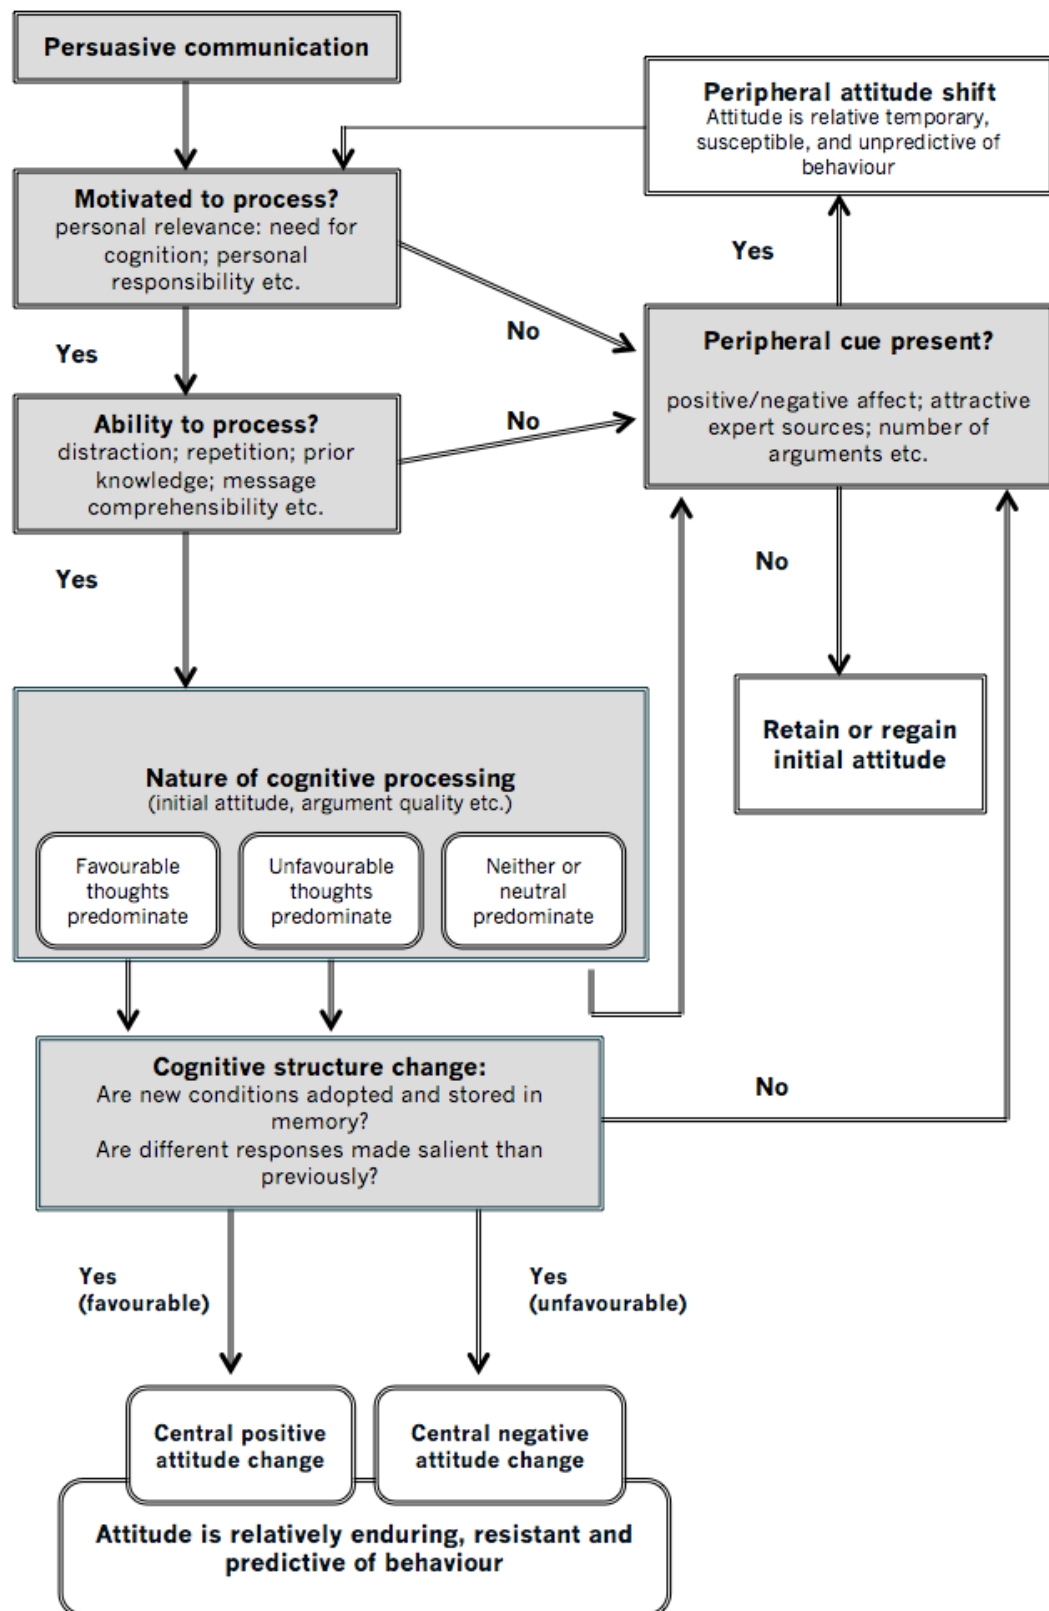 Persuasive communication
Peripheral attitude shift
Attitude is relative temporary,
susceptible, and unpredictive of
behaviour
Motivated to process?
personal relevance: need for
cognition; personal
responsibility etc.
Yes
No
Peripheral cue present?
positive/negative affect; attractive
expert sources; number of
arguments etc.
Yes
Ability to process?
distraction; repetition; prior
knowledge; message
comprehensibility etc.
No
No
Yes
Retain or regain
initial attitude
Nature of cognitive processing
(initial attitude, argument quality etc.)
Favourable
thoughts
predominate
Unfavourable
thoughts
predominate
Neither or
neutral
predominate
Cognitive structure change:
Are new conditions adopted and stored in
memory?
Are different responses made salient than
previously?
No
Yes
(favourable)
Yes
(unfavourable)
Central positive
attitude change
Central negative
attitude change
Attitude is relatively enduring, resistant and
predictive of behaviour